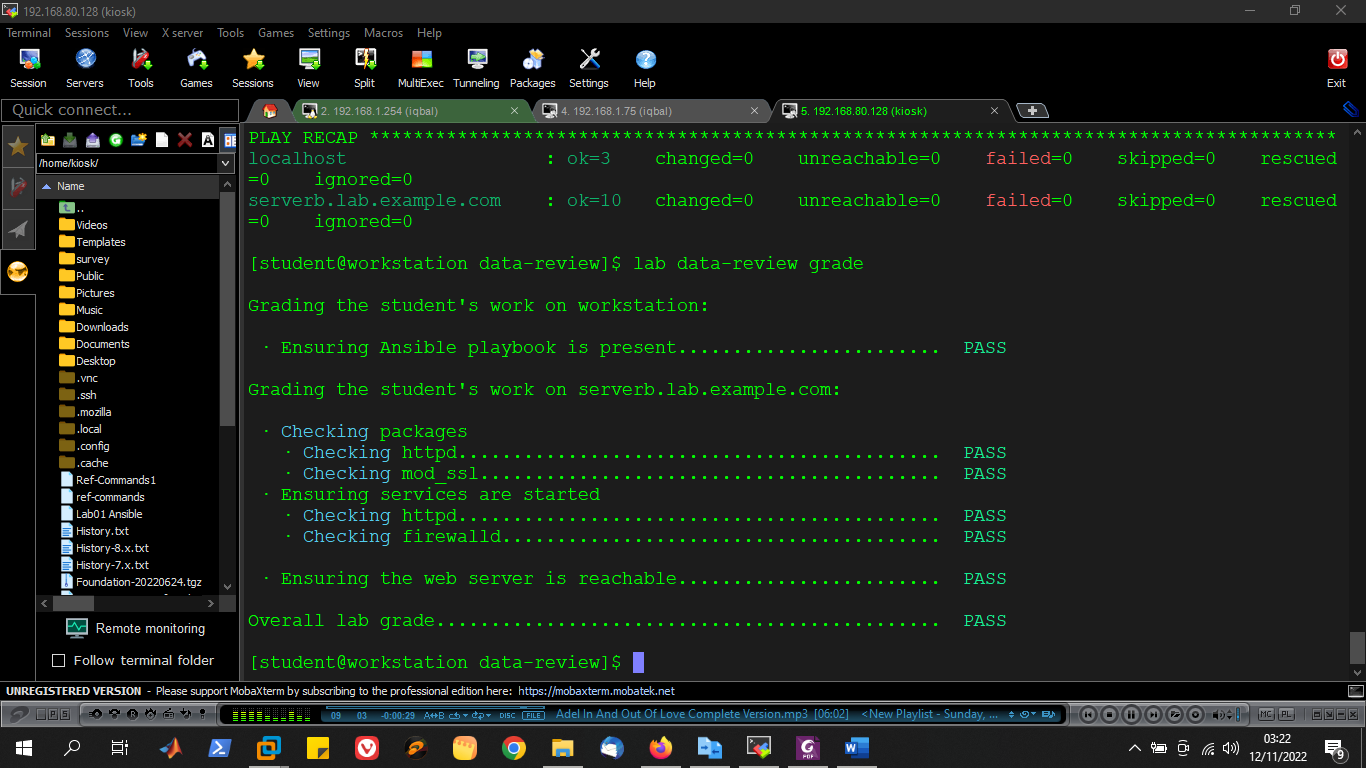 192.168.80.128 (kiosk)
Terminal Sessions View X server Tools Games Settings Macros Help
Session Servers Tools Games Sessions View Split MultiExec Tunneling Packages Settings Help Exit
Quick connect...
2. 192.168.1.254 (iqbal)
4. 192.168.1.75 (iqbal)
5. 192.168.80.128 (kiosk)
/home/kiosk/
Name
..
Videos
Templates
survey
Public
Pictures
Music
Downloads
Documents
Desktop
.vnc
.ssh
.mozilla
.local
.config
.cache
Ref-Commands1
ref-commands
Lab01 Ansible
History.txt
History-8.x.txt
History-7.x.txt
Foundation-20220624.tgz
Remote monitoring
Follow terminal folder
PLAY RECAP ****************************************************************************************
localhost : ok=3 changed=0 unreachable=0 failed=0 skipped=0 rescued
=0 ignored=0
serverb.lab.example.com : ok=10 changed=0 unreachable=0 failed=0 skipped=0 rescued
=0 ignored=0
[student@workstation data-review]$ lab data-review grade
Grading the student's work on workstation:
· Ensuring Ansible playbook is present........................ PASS
Grading the student's work on serverb.lab.example.com:
· Checking packages
· Checking httpd............................................ PASS
· Checking mod_ssl.......................................... PASS
· Ensuring services are started
· Checking httpd............................................ PASS
· Checking firewalld........................................ PASS
· Ensuring the web server is reachable........................ PASS
Overall lab grade.............................................. PASS
[student@workstation data-review]$
UNREGISTERED VERSION - Please support MobaXterm by subscribing to the professional edition here: https://mobaxterm.mobatek.net
09 03 -0:00:29 A↔B DISC FILE Adel In And Out Of Love Complete Version.mp3 [06:02] <New Playlist - Sunday, ... MC PL
03:22
12/11/2022
9